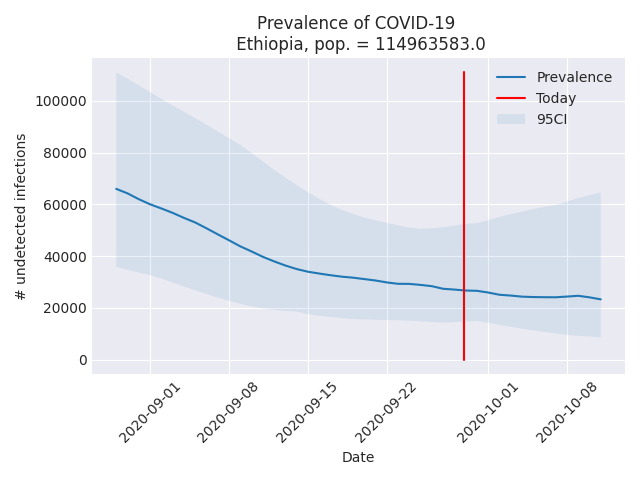 Prevalence of COVID-19
Ethiopia, pop. = 114963583.0
Prevalence
Today
95CI
100000
80000
60000
40000
20000
0
# undetected infections
2020-09-01
2020-09-08
2020-09-15
2020-09-22
2020-10-01
2020-10-08
Date